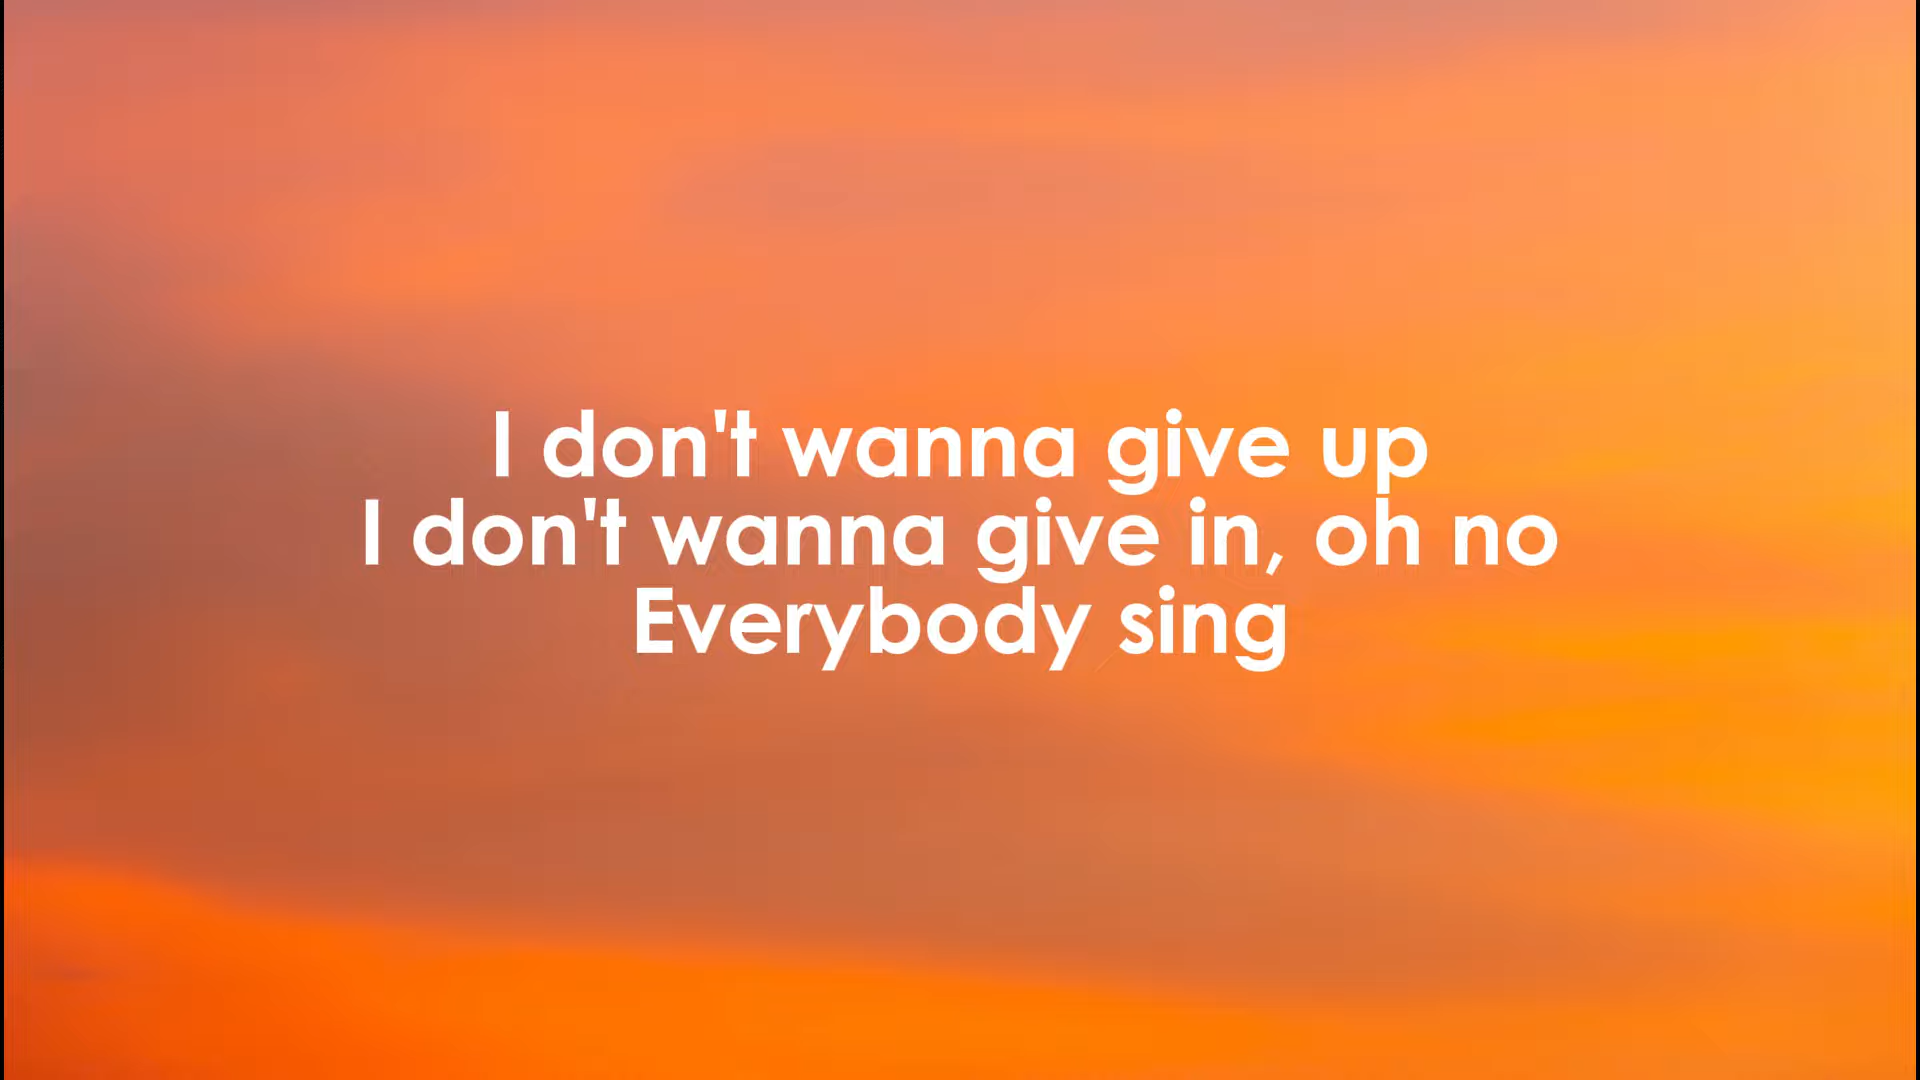 I don't wanna give up
I don't wanna give in, oh no
Everybody sing